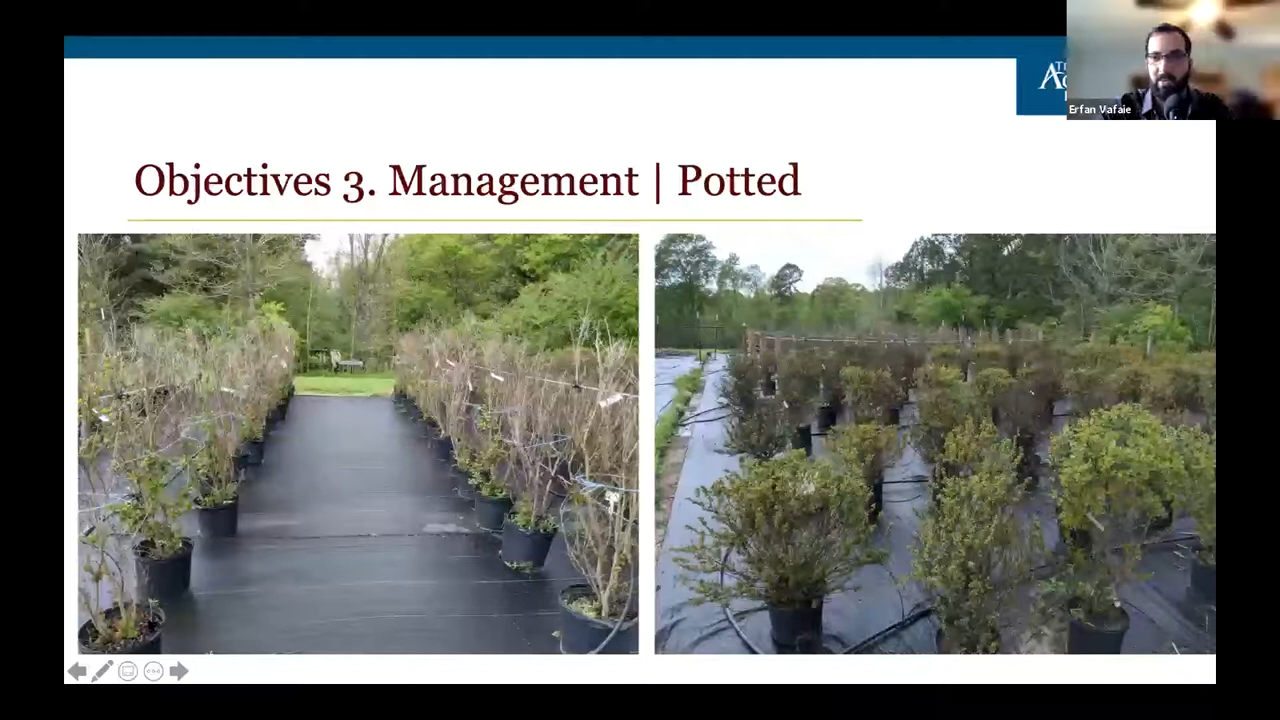 Erfan Vafaie
Objectives 3. Management | Potted